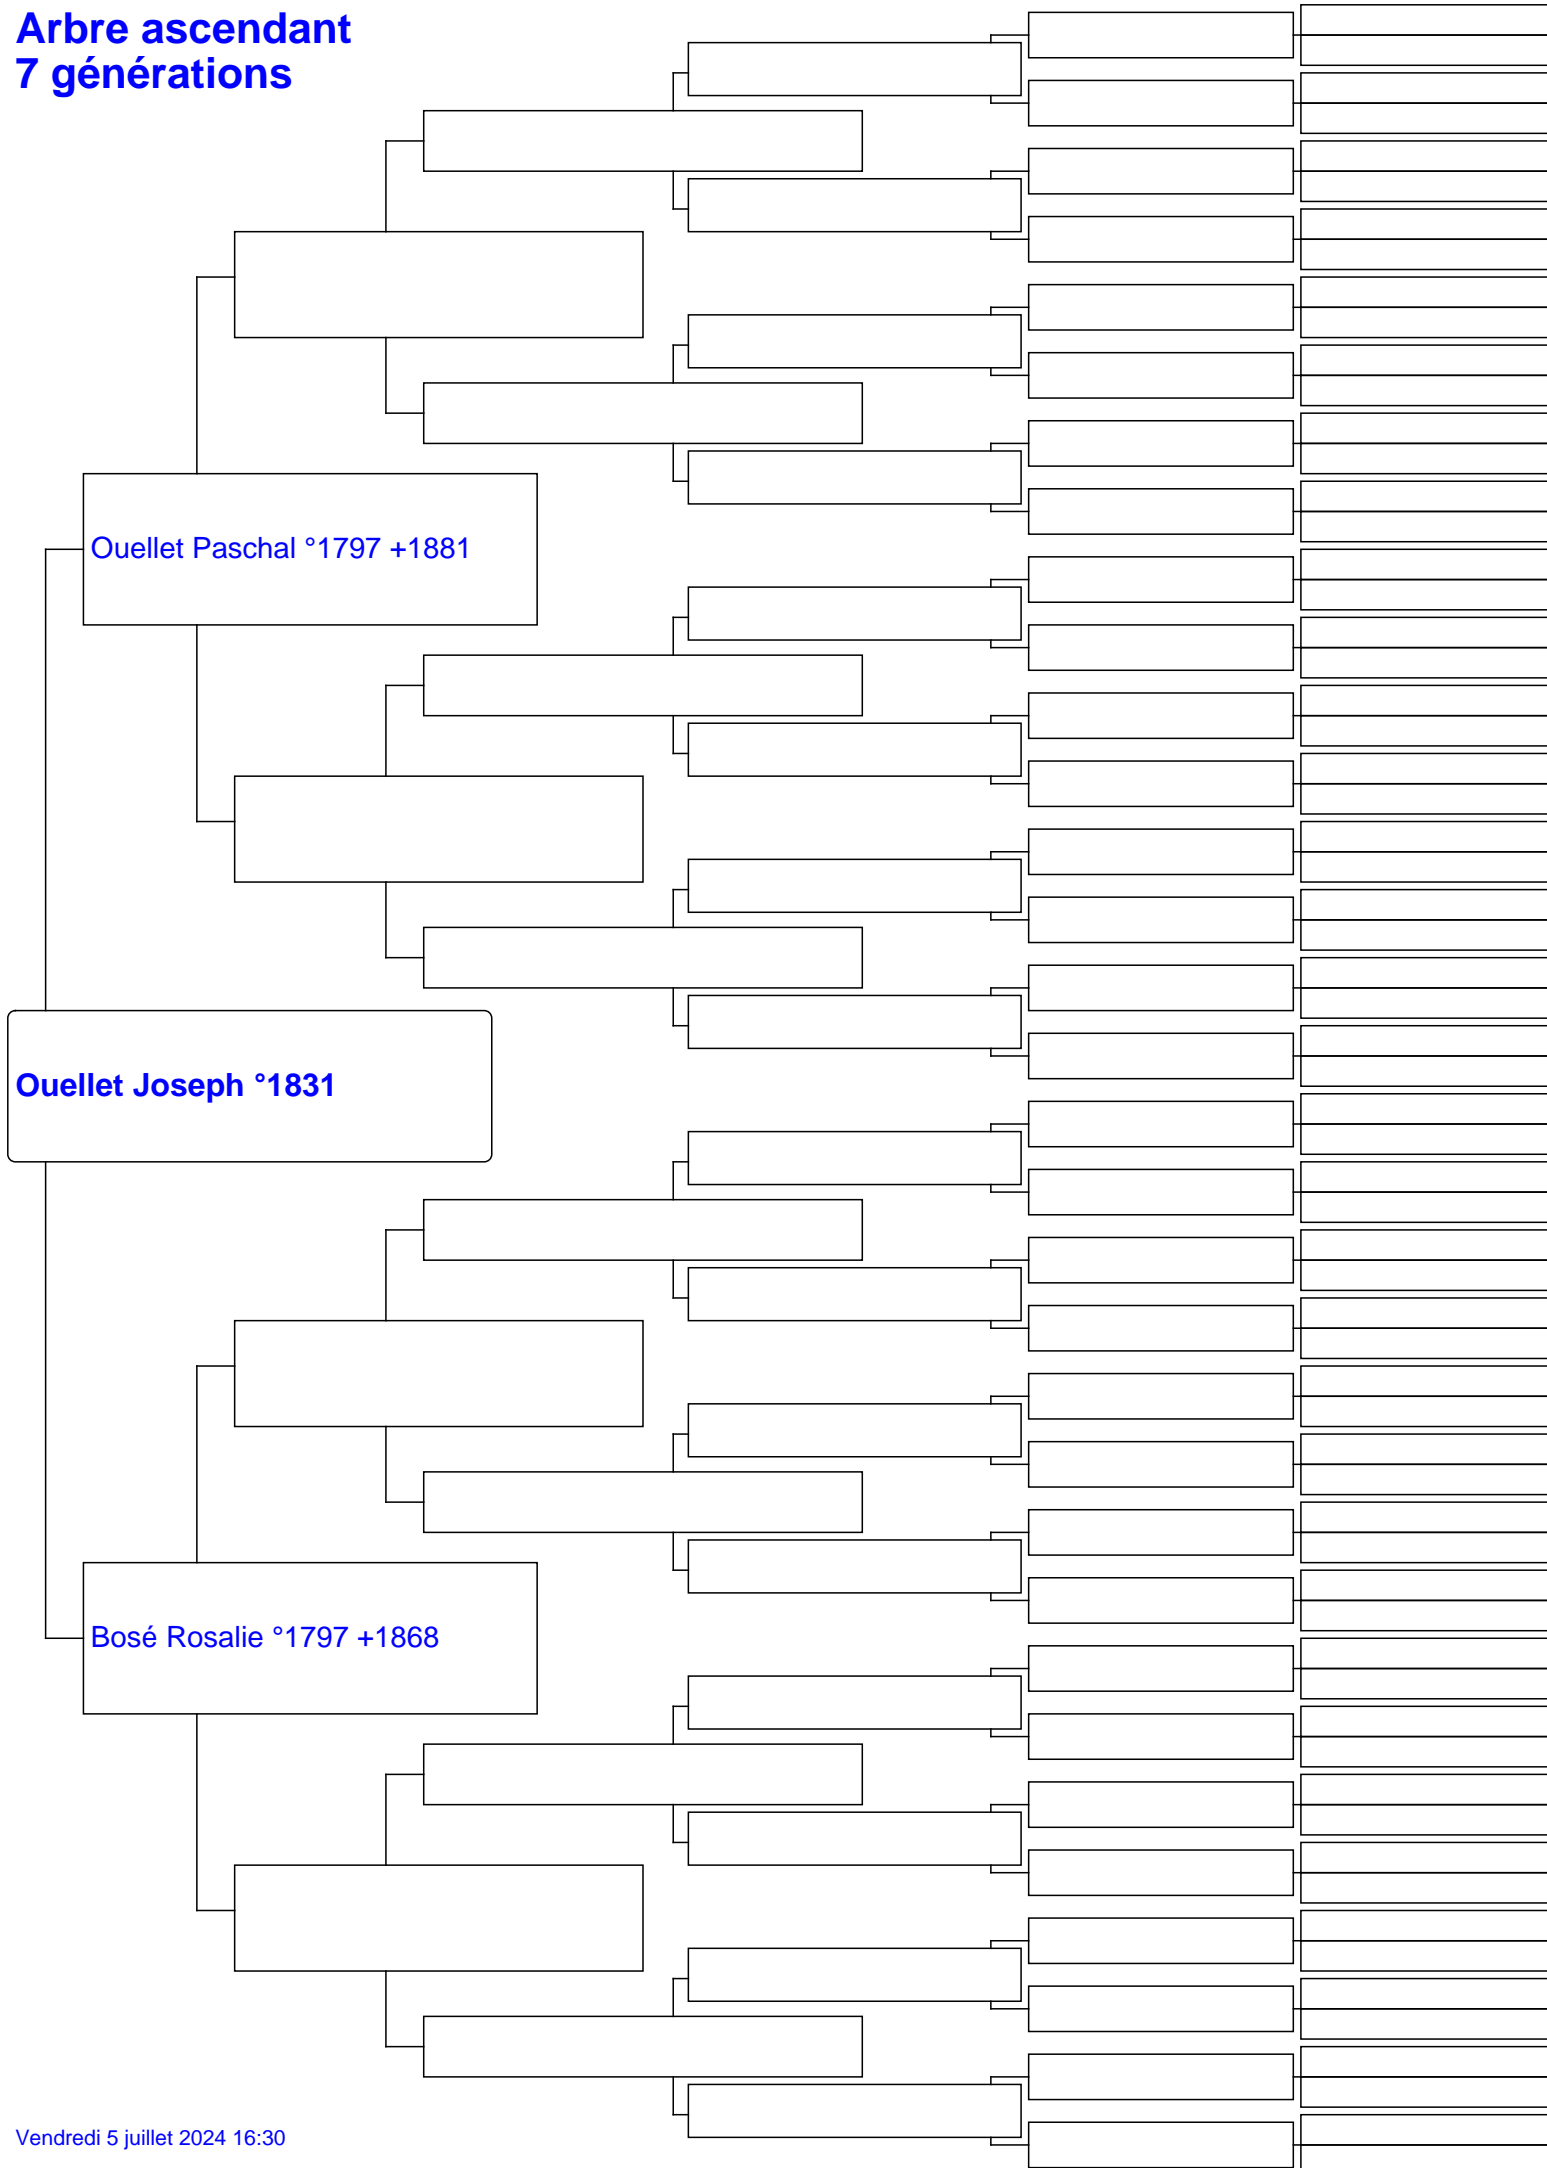 Arbre ascendant
7 générations
Ouellet Paschal °1797 +1881
Ouellet Joseph °1831
Bosé Rosalie °1797 +1868
Vendredi 5 juillet 2024 16:30